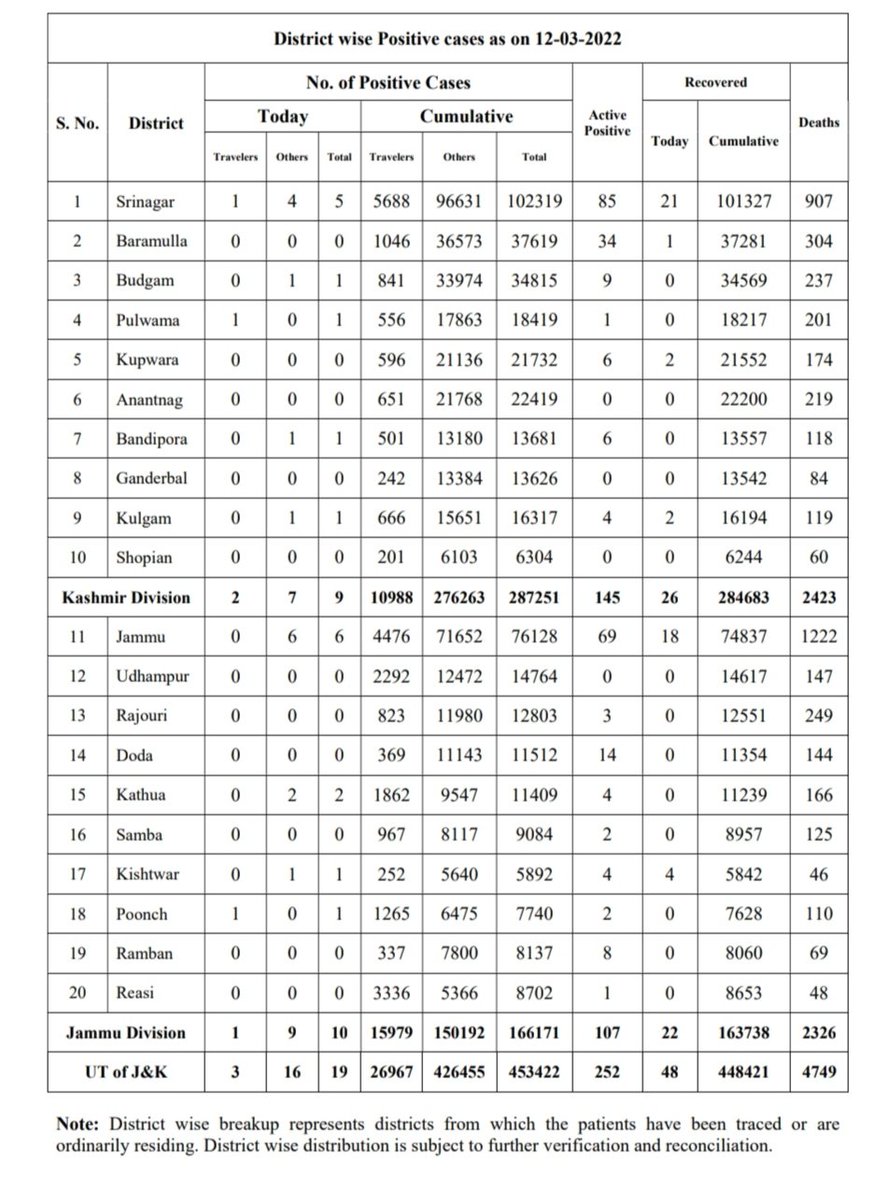 District wise Positive cases as on 12-03-2022
S. No. District No. of Positive Cases Active Positive Recovered Deaths
Today Cumulative Today Cumulative
Travelers Others Total Travelers Others Total
1 Srinagar 1 4 5 5688 96631 102319 85 21 101327 907
2 Baramulla 0 0 0 1046 36573 37619 34 1 37281 304
3 Budgam 0 1 1 841 33974 34815 9 0 34569 237
4 Pulwama 1 0 1 556 17863 18419 1 0 18217 201
5 Kupwara 0 0 0 596 21136 21732 6 2 21552 174
6 Anantnag 0 0 0 651 21768 22419 0 0 22200 219
7 Bandipora 0 1 1 501 13180 13681 6 0 13557 118
8 Ganderbal 0 0 0 242 13384 13626 0 0 13542 84
9 Kulgam 0 1 1 666 15651 16317 4 2 16194 119
10 Shopian 0 0 0 201 6103 6304 0 0 6244 60
Kashmir Division 2 7 9 10988 276263 287251 145 26 284683 2423
11 Jammu 0 6 6 4476 71652 76128 69 18 74837 1222
12 Udhampur 0 0 0 2292 12472 14764 0 0 14617 147
13 Rajouri 0 0 0 823 11980 12803 3 0 12551 249
14 Doda 0 0 0 369 11143 11512 14 0 11354 144
15 Kathua 0 2 2 1862 9547 11409 4 0 11239 166
16 Samba 0 0 0 967 8117 9084 2 0 8957 125
17 Kishtwar 0 1 1 252 5640 5892 4 4 5842 46
18 Poonch 1 0 1 1265 6475 7740 2 0 7628 110
19 Ramban 0 0 0 337 7800 8137 8 0 8060 69
20 Reasi 0 0 0 3336 5366 8702 1 0 8653 48
Jammu Division 1 9 10 15979 150192 166171 107 22 163738 2326
UT of J&K 3 16 19 26967 426455 453422 252 48 448421 4749
Note: District wise breakup represents districts from which the patients have been traced or are
ordinarily residing. District wise distribution is subject to further verification and reconciliation.